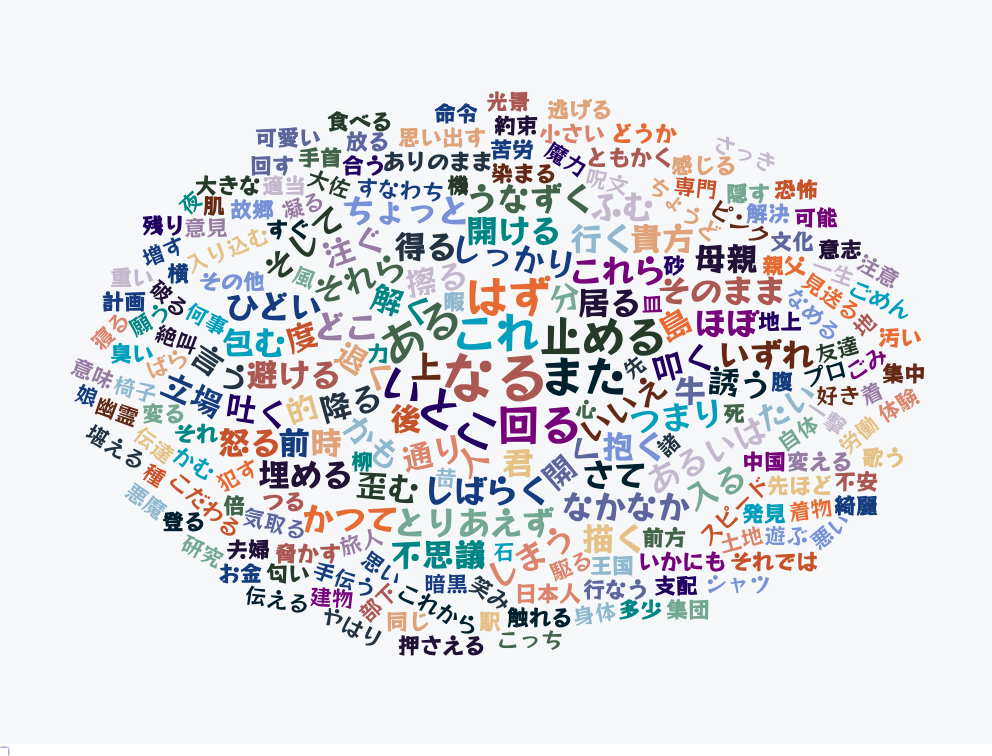 光景
逃げる
命令
食べる
約束
小さい
どうか
可愛い
放る
思い出す
苦労
魔力
ともかく
さっき
回す
手首
合う
ありのまま
染まる
呪文
感じる
大きな
適当
大佐
すなわち
機
うなずく
ふむ
ちょうど
専門
隠す
恐怖
夜
肌
故郷
凝る
ちょっと
開ける
行く
貴方
ピンク
解決
可能
残り
意見
すぐ
そして
注ぐ
得る
しっかり
これら
砂
母親
文化
意志
増す
入り込む
風
それら
擦る
親父
一生
注意
重い
横
その他
解く
暇
はず
分
居る
皿
そのまま
見送る
ごめん
計画
破る
ひどい
どこ
ある
これ
止める
島
ほぼ
地上
なめる
地
寝る
願う
何事
包む
度
力
汚い
臭い
絶叫
言う
退く
上
なる
また
先
叩く
いずれ
友達
ごみ
ばら
避ける
いとこ
牛
誘う
腹
プロ
集中
意味
椅子
立場
吐く
的
降る
後
回る
心
いいえ
つまり
死
好き
着
娘
幽霊
変る
それ
怒る
前
時
かも
通り
人
君
開く
抱く
諸
あるいは
たい
一撃
体験
堪える
伝達
かむ
犯す
埋める
柳
歪む
昔
しばらく
さて
自体
労働
種
こだわる
中国
変える
歌う
悪魔
倍
つる
かつて
とりあえず
なかなか
入る
スピード
先ほど
不安
登る
気取る
旅人
しまう
描く
前方
発見
着物
綺麗
研究
夫婦
脅かす
不思議
石
駆る
土地
遊ぶ
悪い
お金
匂い
手伝う
思い
暗黒
笑み
王国
いかにも
それでは
伝える
建物
部下
これから
日本人
行なう
支配
シャツ
やはり
同じ
駅
触れる
身体
多少
集団
押さえる
こっち